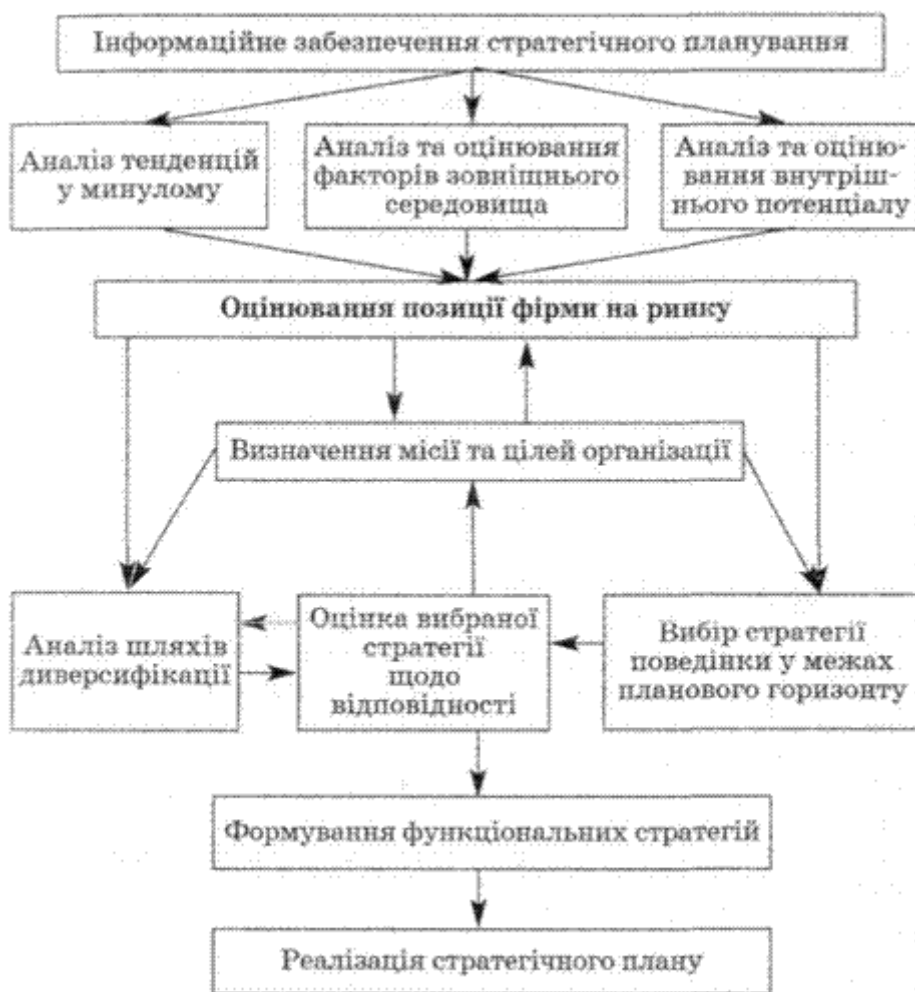 Інформаційне забезпечення стратегічного планування
Аналіз тенденцій
у минулому
Аналіз та оцінювання
факторів зовнішнього
середовища
Аналіз та оціню-
вання внутріш-
нього потенціалу
Оцінювання позиції фірми на ринку
Визначення місії та цілей організації
Аналіз шляхів
диверсифікації
Оцінка вибраної
стратегії
щодо
відповідності
Вибір стратегії
поведінки у межах
планового горизонту
Формування функціональних стратегій
Реалізація стратегічного плану